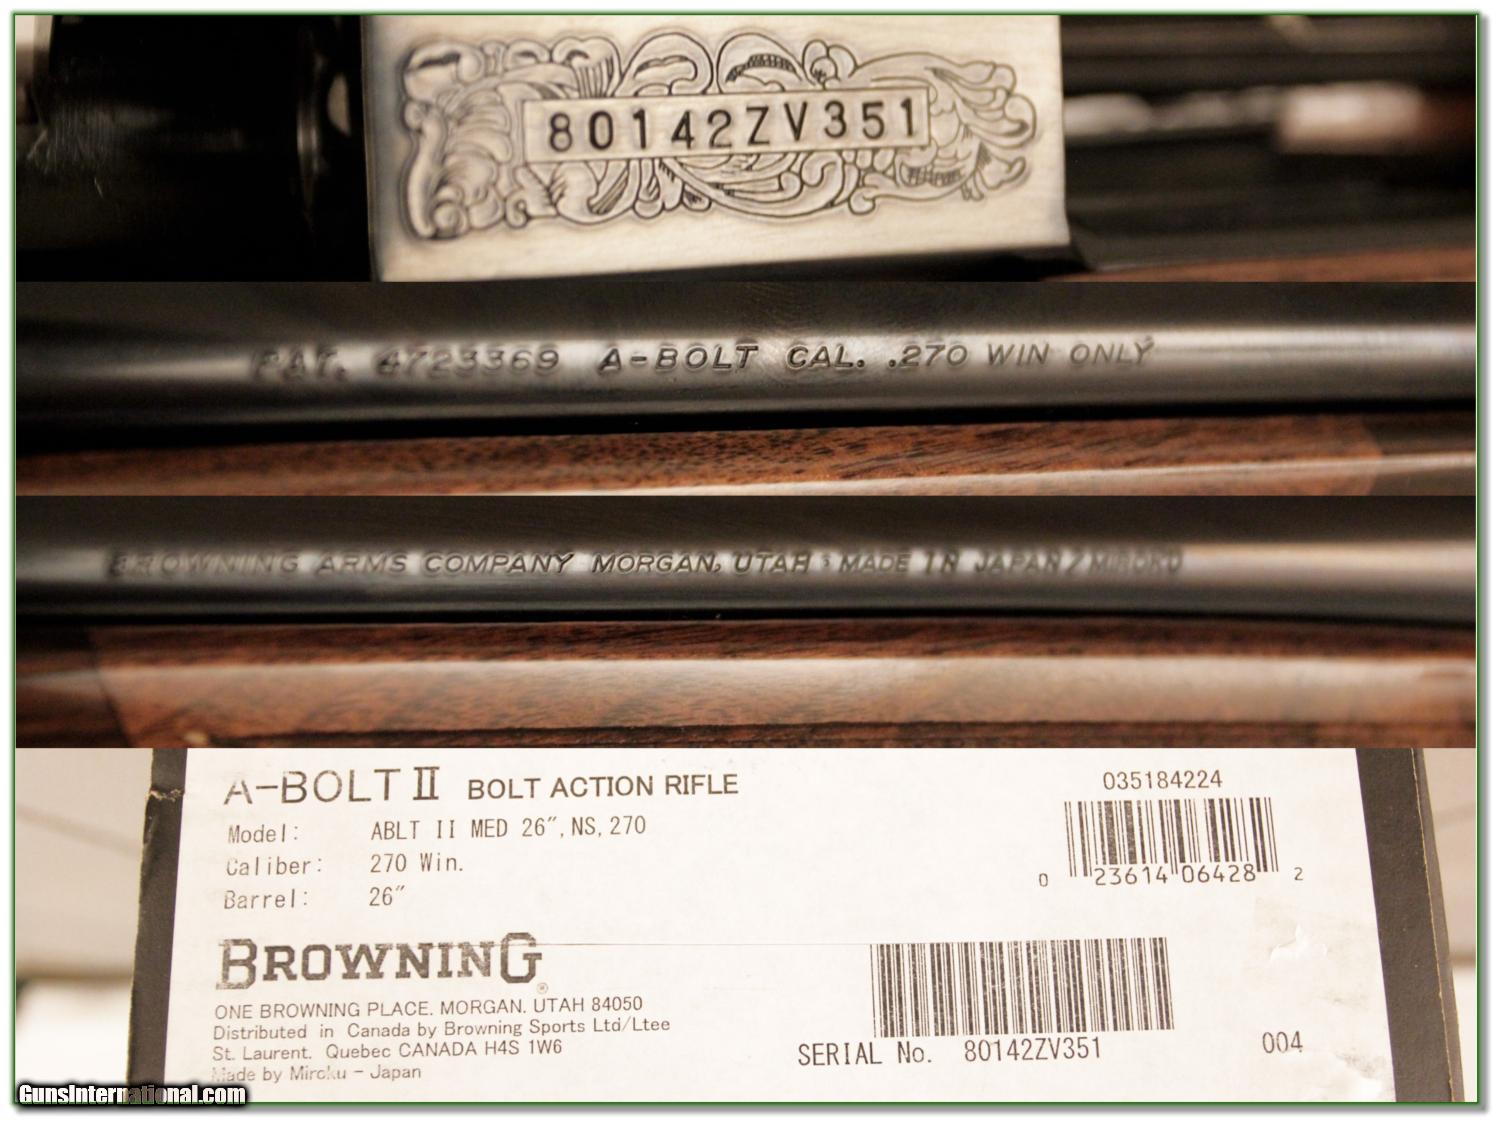 80142ZV351
PAT. 4723369 A-BOLT CAL. .270 WIN ONLY
BROWNING ARMS COMPANY MORGAN, UTAH MADE IN JAPAN/MIROKU
A-BOLT II BOLT ACTION RIFLE
Model: ABLT II MED 26", NS, 270
Caliber: 270 Win.
Barrel: 26"
035184224
0 23614 06428 2
BROWNING®
ONE BROWNING PLACE. MORGAN. UTAH 84050
Distributed in Canada by Browning Sports Ltd/Ltee
St. Laurent. Quebec CANADA H4S 1W6
Made by Miroku - Japan
SERIAL No. 80142ZV351
004
GunsInternational.com